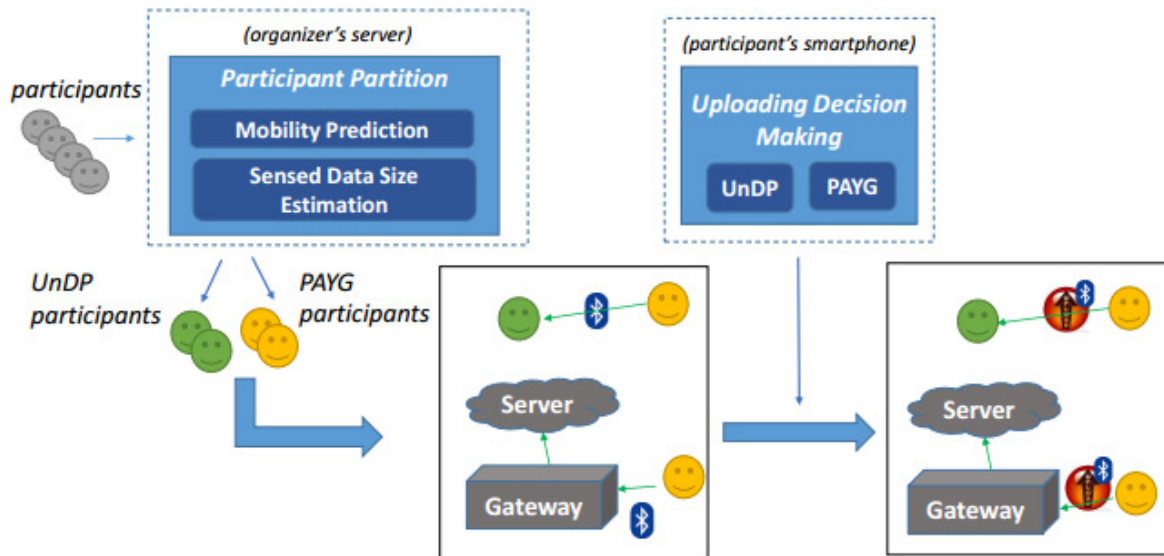 (organizer's server)
Participant Partition
Mobility Prediction
Sensed Data Size
Estimation
participants
(participant's smartphone)
Uploading Decision
Making
UnDP
PAYG
UnDP
participants
PAYG
participants
Server
Gateway
Server
Gateway